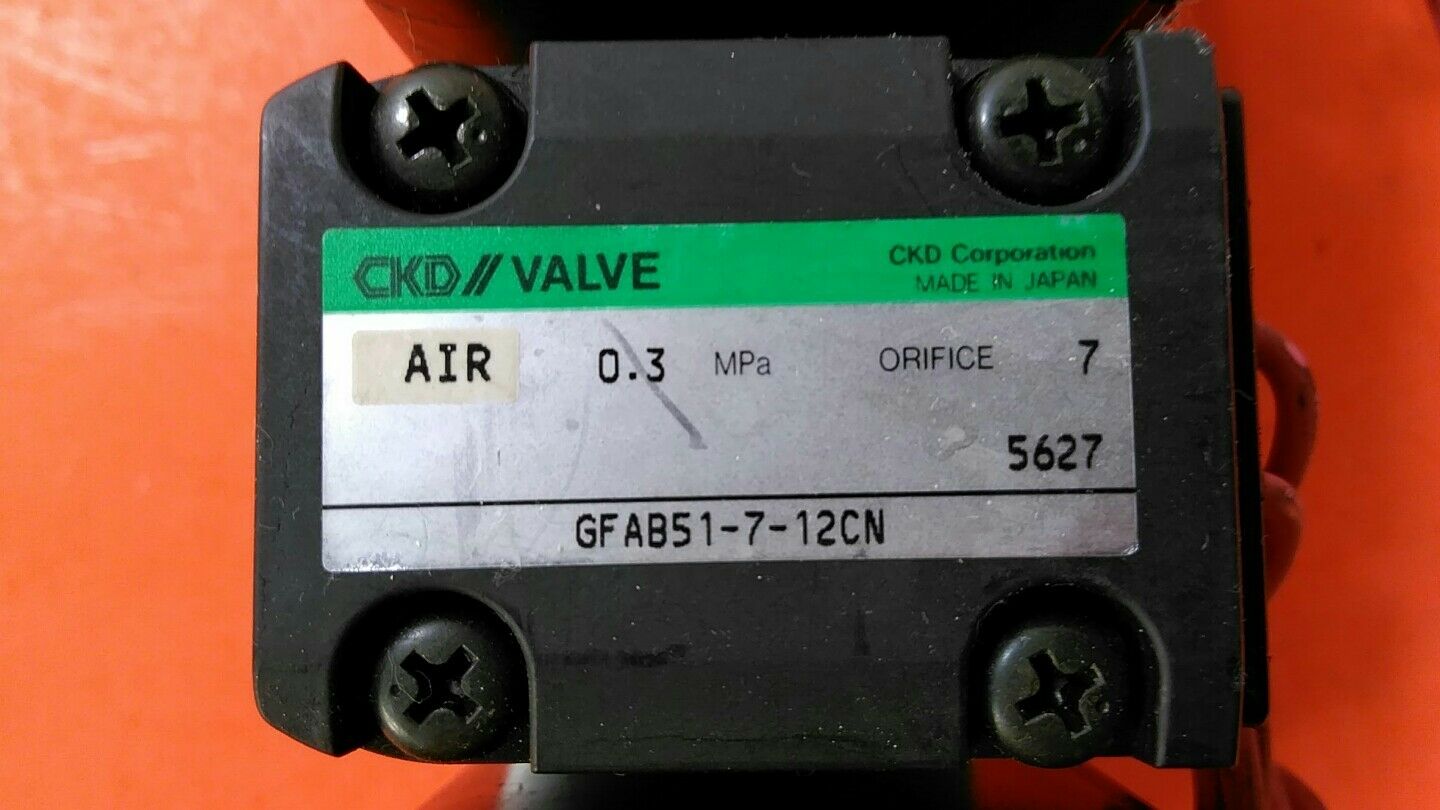 CKD// VALVE
CKD Corporation
MADE IN JAPAN
AIR 0.3 MPa ORIFICE 7
5627
GFAB51-7-12CN